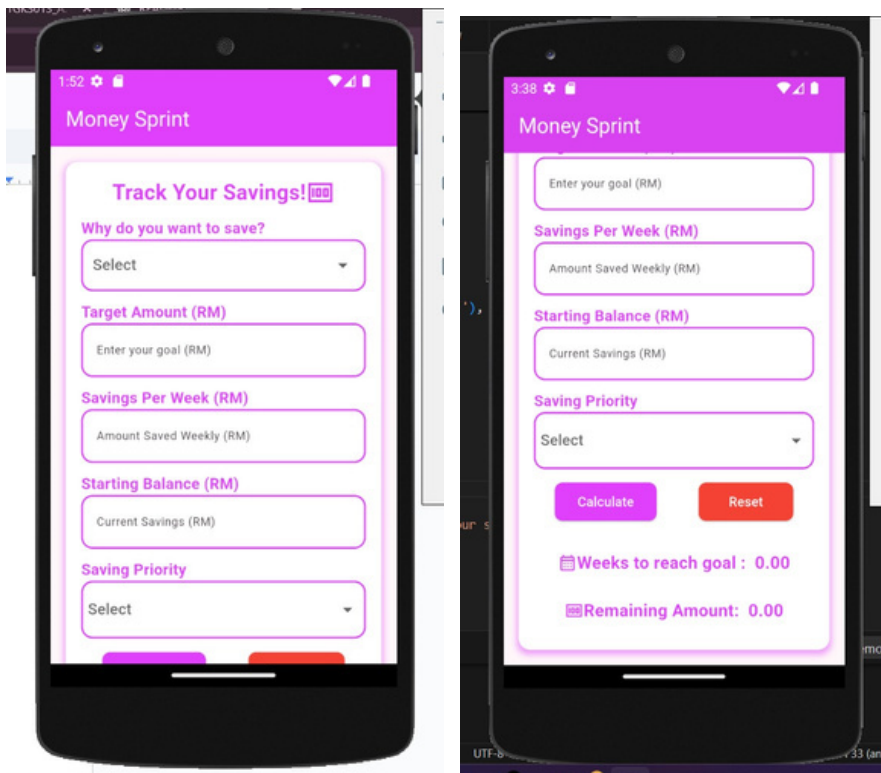 1:52
Money Sprint
Track Your Savings!
Why do you want to save?
Select
Target Amount (RM)
Enter your goal (RM)
Savings Per Week (RM)
Amount Saved Weekly (RM)
Starting Balance (RM)
Current Savings (RM)
Saving Priority
Select
3:38
Money Sprint
Enter your goal (RM)
Savings Per Week (RM)
Amount Saved Weekly (RM)
Starting Balance (RM)
Current Savings (RM)
Saving Priority
Select
Calculate Reset
Weeks to reach goal : 0.00
Remaining Amount: 0.00
'),